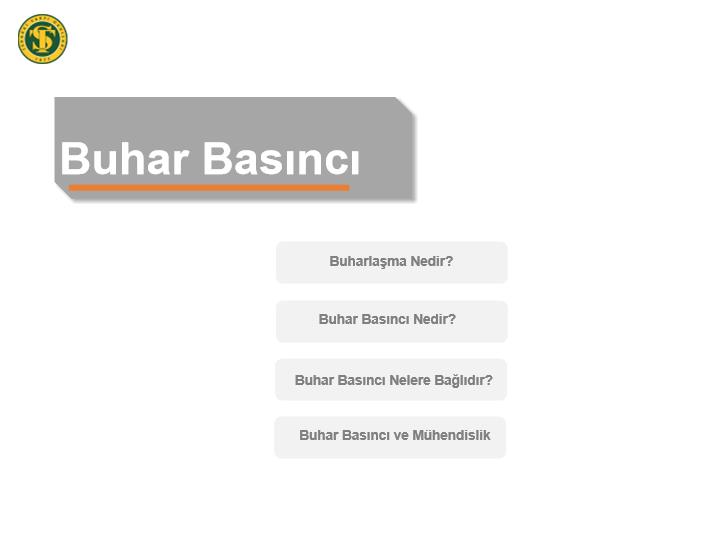 Buhar Basıncı
Buharlaşma Nedir?
Buhar Basıncı Nedir?
Buhar Basıncı Nelere Bağlıdır?
Buhar Basıncı ve Mühendislik